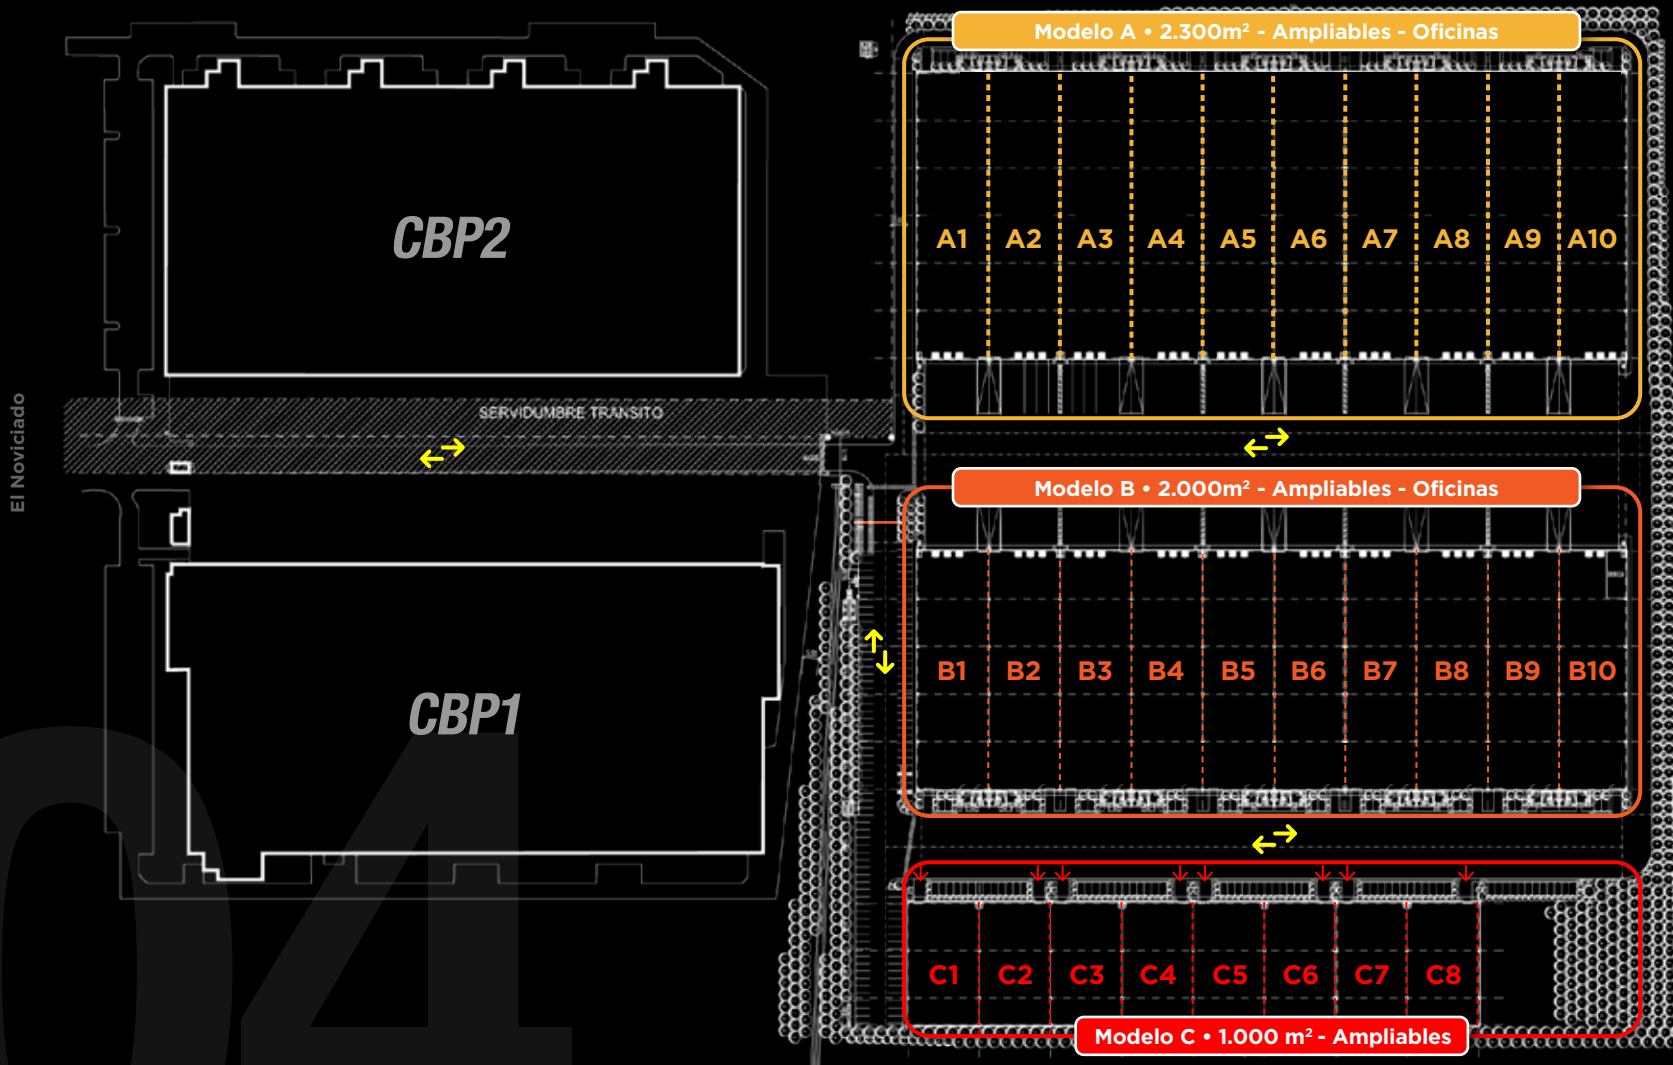 Modelo A • 2.300m² - Ampliables - Oficinas
CBP2
A1 A2 A3 A4 A5 A6 A7 A8 A9 A10
El Noviciado
SERVIDUMBRE TRANSITO
Modelo B • 2.000m² - Ampliables - Oficinas
CBP1
B1 B2 B3 B4 B5 B6 B7 B8 B9 B10
04
C1 C2 C3 C4 C5 C6 C7 C8
Modelo C • 1.000 m² - Ampliables